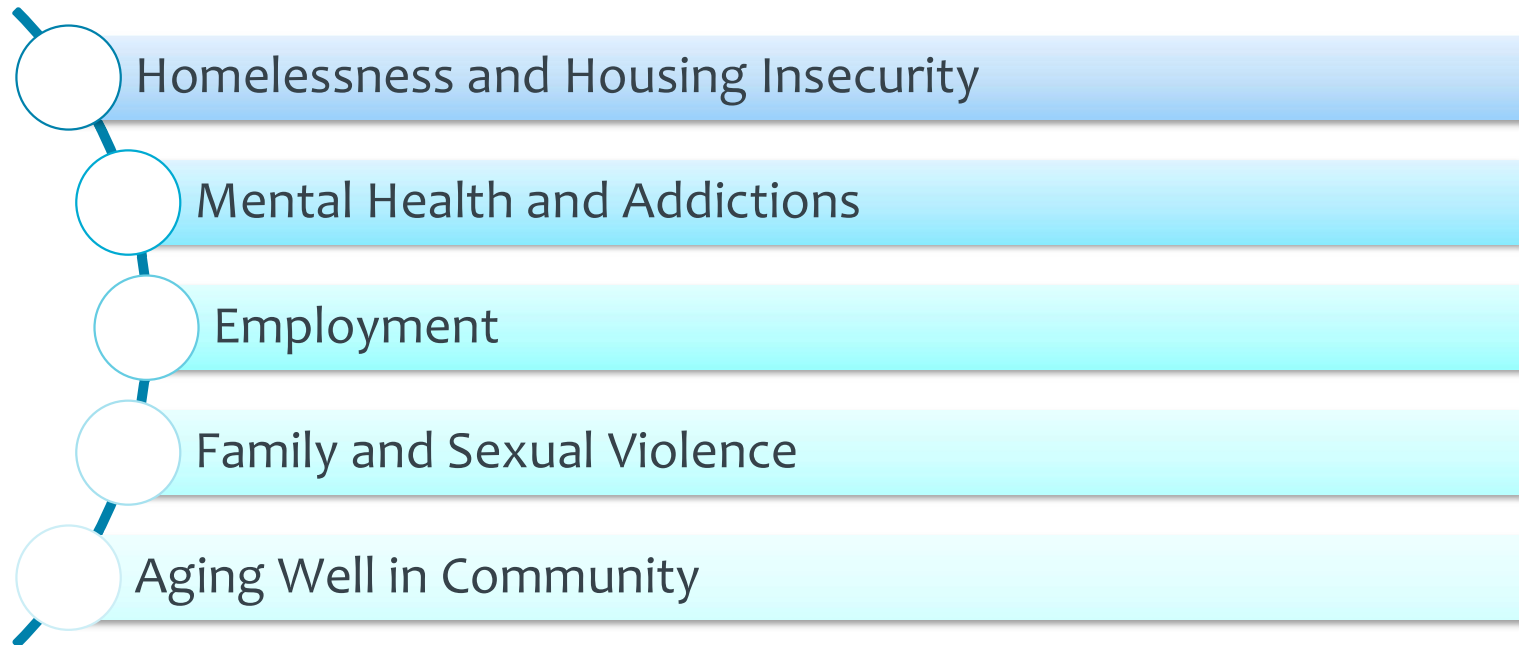 Homelessness and Housing Insecurity
Mental Health and Addictions
Employment
Family and Sexual Violence
Aging Well in Community